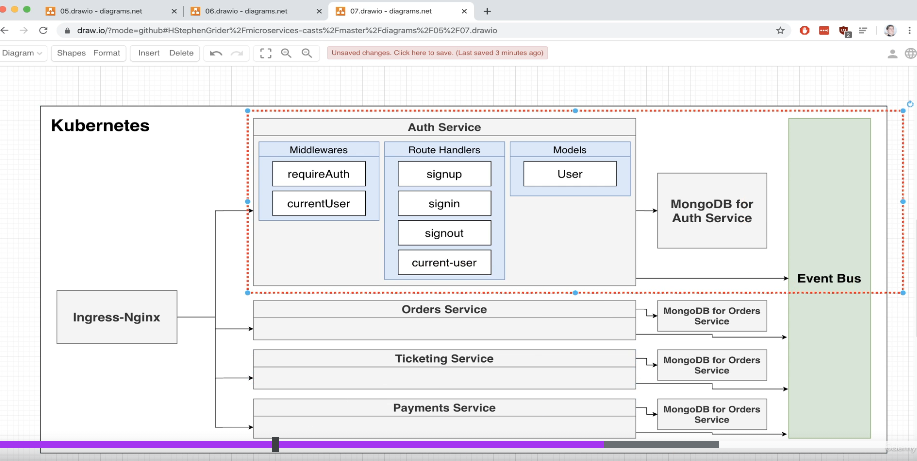 05.drawio - diagrams.net
06.drawio - diagrams.net
07.drawio - diagrams.net
draw.io/?mode=github#HStephenGrider%2Fmicroservices-casts%2Fmaster%2Fdiagrams%2F05%2F07.drawio
2
Diagram
Shapes
Format
Insert
Delete
Unsaved changes. Click here to save. (Last saved 3 minutes ago)
Kubernetes
Auth Service
Middlewares
requireAuth
currentUser
Route Handlers
signup
signin
signout
current-user
Models
User
MongoDB for
Auth Service
Event Bus
Ingress-Nginx
Orders Service
MongoDB for Orders
Service
Ticketing Service
MongoDB for Orders
Service
Payments Service
MongoDB for Orders
Service